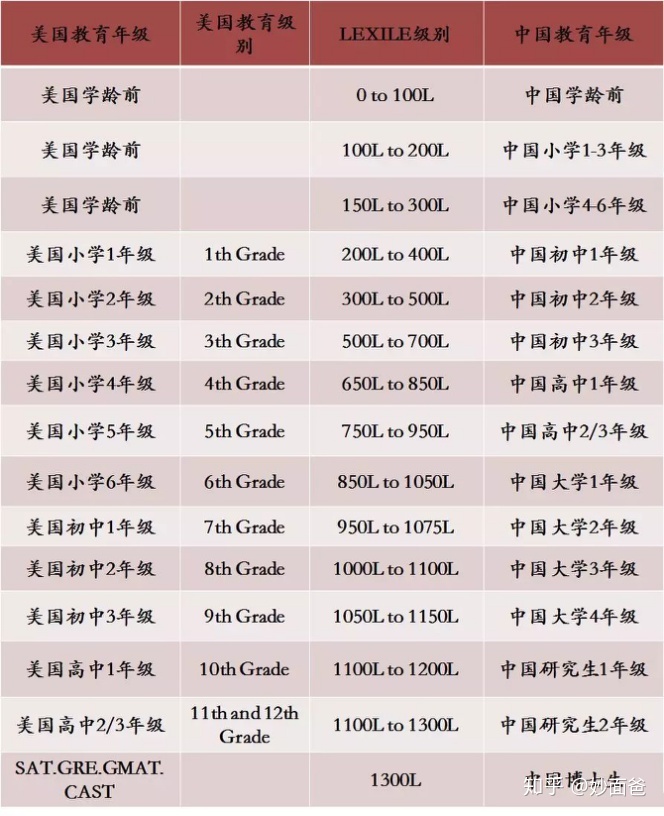 美国教育年级 美国教育级别 LEXILE级别 中国教育年级
美国学龄前 0 to 100L 中国学龄前
美国学龄前 100L to 200L 中国小学1-3年级
美国学龄前 150L to 300L 中国小学4-6年级
美国小学1年级 1th Grade 200L to 400L 中国初中1年级
美国小学2年级 2th Grade 300L to 500L 中国初中2年级
美国小学3年级 3th Grade 500L to 700L 中国初中3年级
美国小学4年级 4th Grade 650L to 850L 中国高中1年级
美国小学5年级 5th Grade 750L to 950L 中国高中2/3年级
美国小学6年级 6th Grade 850L to 1050L 中国大学1年级
美国初中1年级 7th Grade 950L to 1075L 中国大学2年级
美国初中2年级 8th Grade 1000L to 1100L 中国大学3年级
美国初中3年级 9th Grade 1050L to 1150L 中国大学4年级
美国高中1年级 10th Grade 1100L to 1200L 中国研究生1年级
美国高中2/3年级 11th and 12th Grade 1100L to 1300L 中国研究生2年级
SAT.GRE.GMAT.CAST 1300L 中国博士生
知乎 @妙面爸